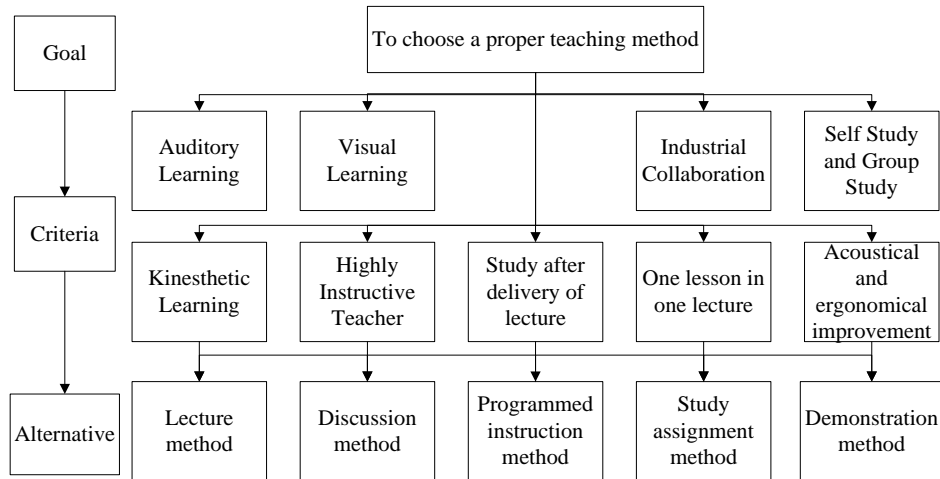 Goal
To choose a proper teaching method
Auditory
Learning
Visual
Learning
Industrial
Collaboration
Self Study
and Group
Study
Criteria
Kinesthetic
Learning
Highly
Instructive
Teacher
Study after
delivery of
lecture
One lesson in
one lecture
Acoustical
and
ergonomical
improvement
Alternative
Lecture
method
Discussion
method
Programmed
instruction
method
Study
assignment
method
Demonstration
method